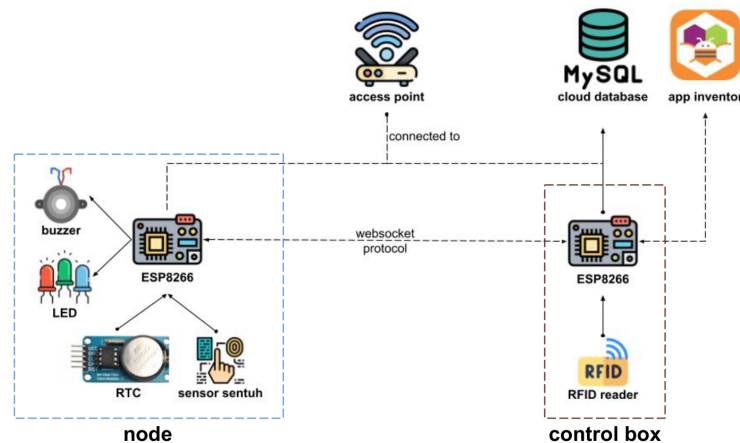 MySQL
access point
cloud database
app inventor
connected to
buzzer
websocket
protocol
ESP8266
ESP8266
LED
RFID
RTC
sensor sentuh
RFID reader
node
control box